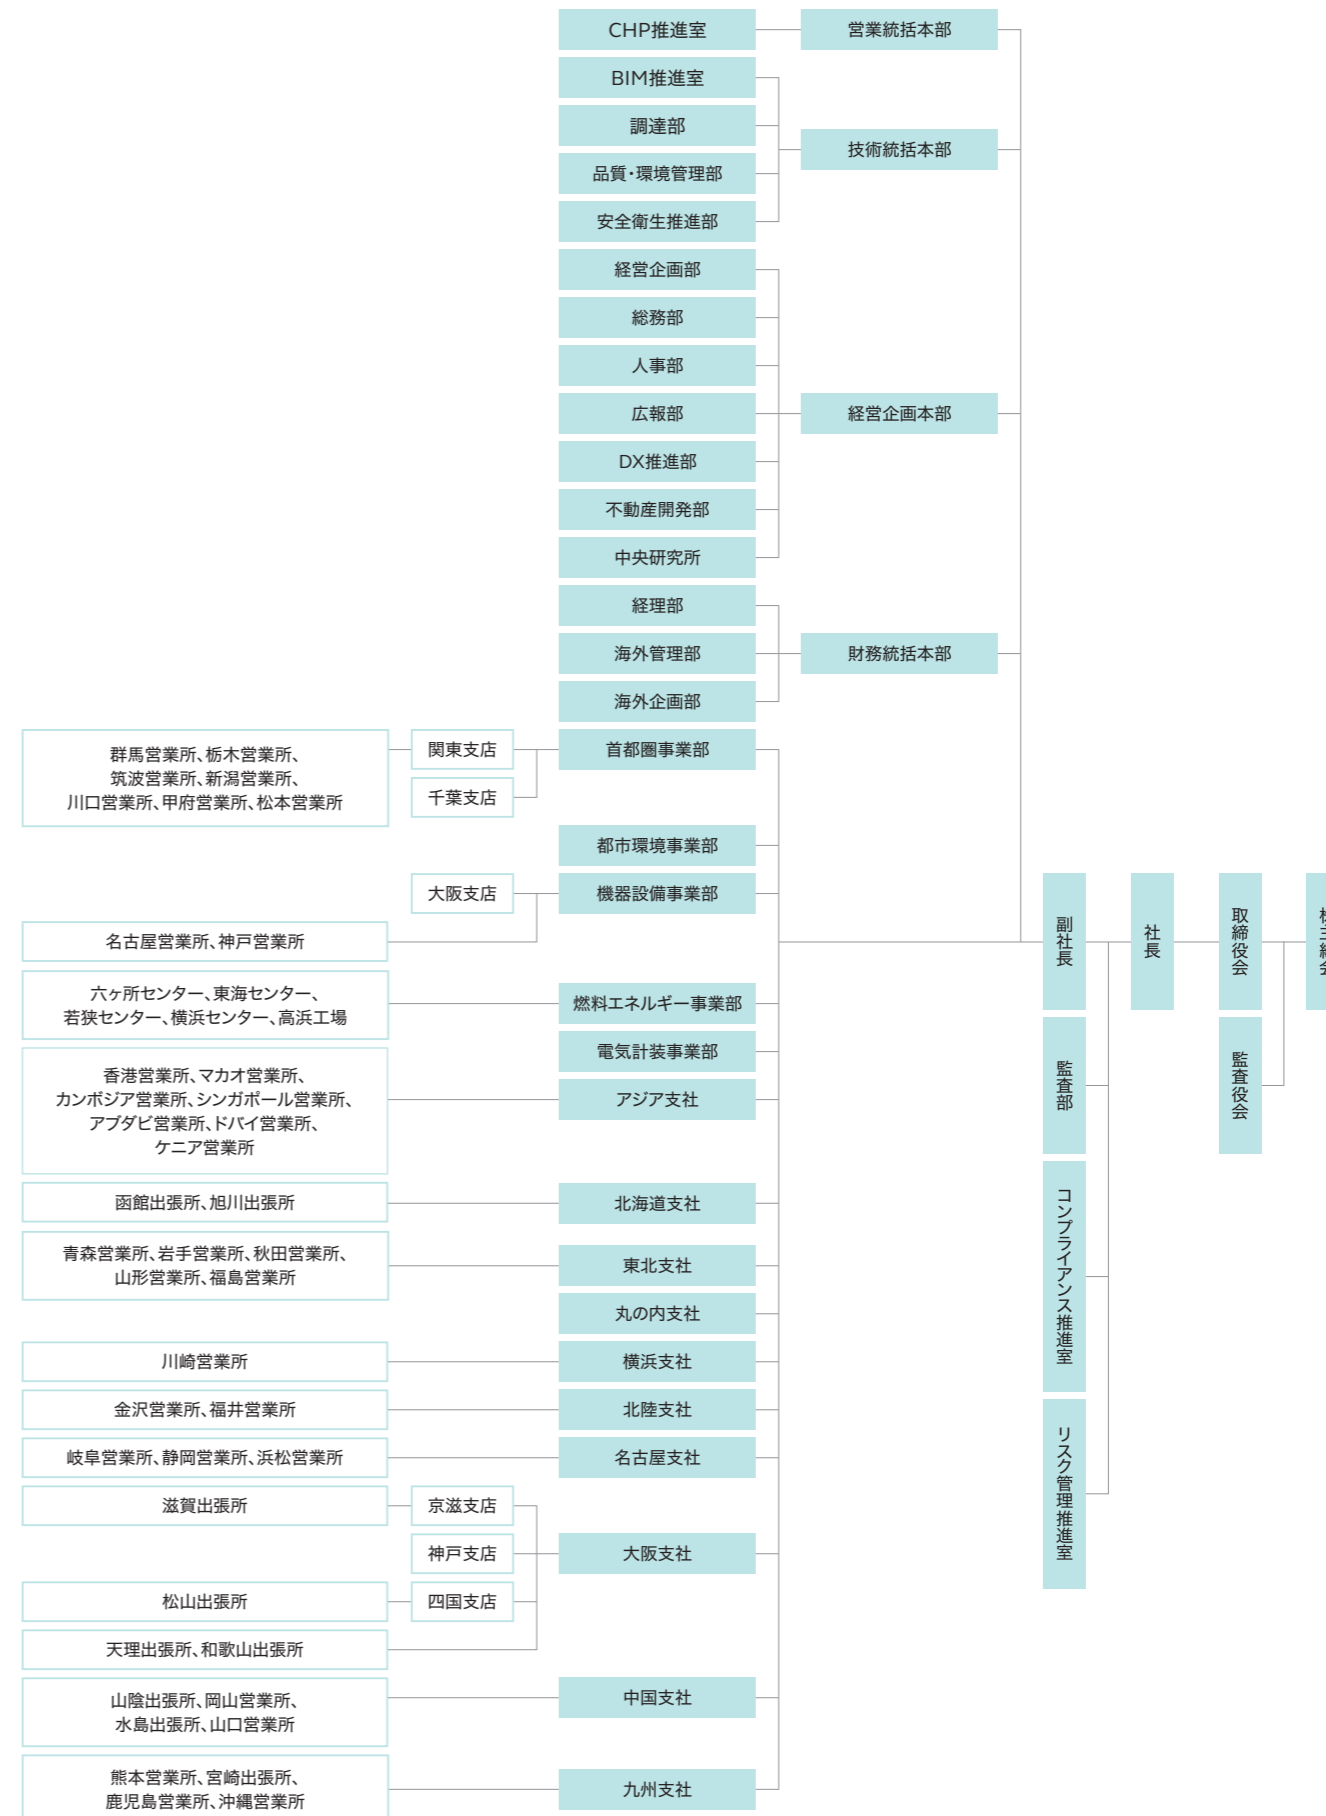 CHP推進室
営業統括本部
BIM推進室
調達部
品質・環境管理部
安全衛生推進部
技術統括本部
経営企画部
総務部
人事部
広報部
DX推進部
不動産開発部
中央研究所
経営企画本部
経理部
海外管理部
海外企画部
財務統括本部
群馬営業所、栃木営業所、
筑波営業所、新潟営業所、
川口営業所、甲府営業所、松本営業所
関東支店
千葉支店
首都圏事業部
都市環境事業部
大阪支店
機器設備事業部
名古屋営業所、神戸営業所
六ヶ所センター、東海センター、
若狭センター、横浜センター、高浜工場
燃料エネルギー事業部
電気計装事業部
香港営業所、マカオ営業所、
カンボジア営業所、シンガポール営業所、
アブダビ営業所、ドバイ営業所、
ケニア営業所
アジア支社
函館出張所、旭川出張所
北海道支社
青森営業所、岩手営業所、秋田営業所、
山形営業所、福島営業所
東北支社
丸の内支社
川崎営業所
横浜支社
金沢営業所、福井営業所
北陸支社
岐阜営業所、静岡営業所、浜松営業所
名古屋支社
滋賀出張所
京滋支店
神戸支店
大阪支社
松山出張所
四国支店
天理出張所、和歌山出張所
山陰出張所、岡山営業所、
水島出張所、山口営業所
中国支社
熊本営業所、宮崎出張所、
鹿児島営業所、沖縄営業所
九州支社
副社長
社長
取締役会
監査部
監査役会
コンプライアンス推進室
リスク管理推進室